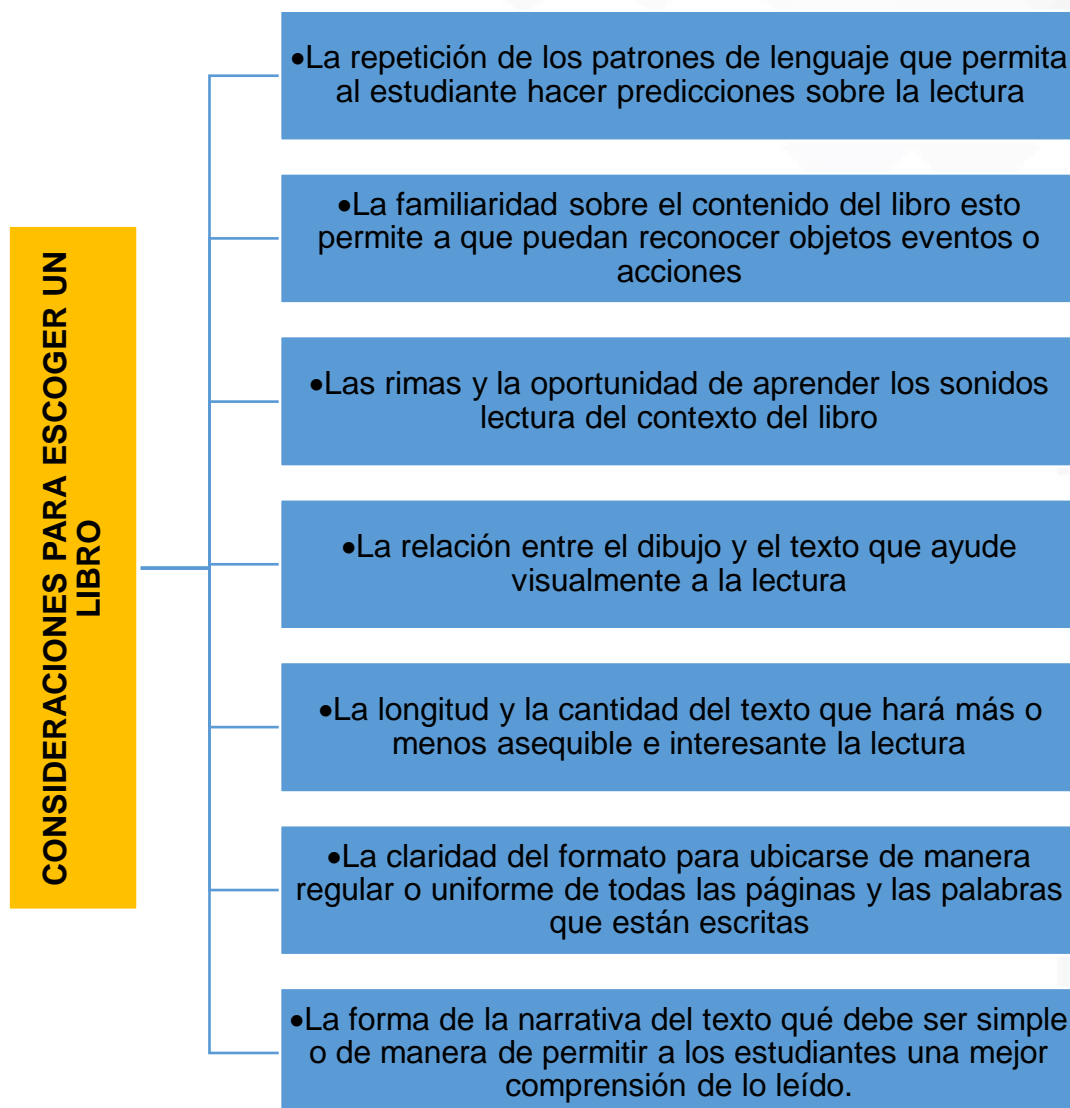 CONSIDERACIONES PARA ESCOGER UN
LIBRO
•La repetición de los patrones de lenguaje que permita
al estudiante hacer predicciones sobre la lectura
•La familiaridad sobre el contenido del libro esto
permite a que puedan reconocer objetos eventos o
acciones
•Las rimas y la oportunidad de aprender los sonidos
lectura del contexto del libro
•La relación entre el dibujo y el texto que ayude
visualmente a la lectura
•La longitud y la cantidad del texto que hará más o
menos asequible e interesante la lectura
•La claridad del formato para ubicarse de manera
regular o uniforme de todas las páginas y las palabras
que están escritas
•La forma de la narrativa del texto qué debe ser simple
o de manera de permitir a los estudiantes una mejor
comprensión de lo leído.